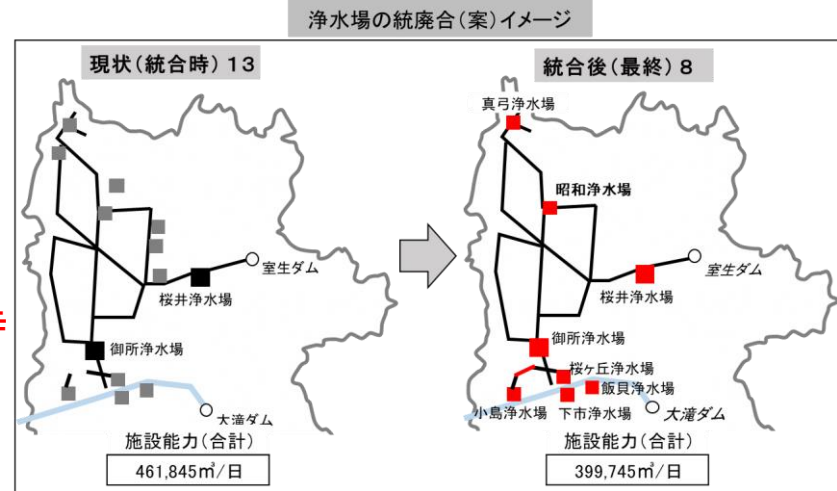 浄水場の統廃合(案)イメージ
現状(統合時)13
室生ダム
桜井浄水場
御所浄水場
大滝ダム
施設能力(合計)
461,845㎥/日
統合後(最終)8
真弓浄水場
昭和浄水場
室生ダム
桜井浄水場
御所浄水場
桜ヶ丘浄水場
飯貝浄水場
小島浄水場
下市浄水場
大滝ダム
施設能力(合計)
399,745㎥/日